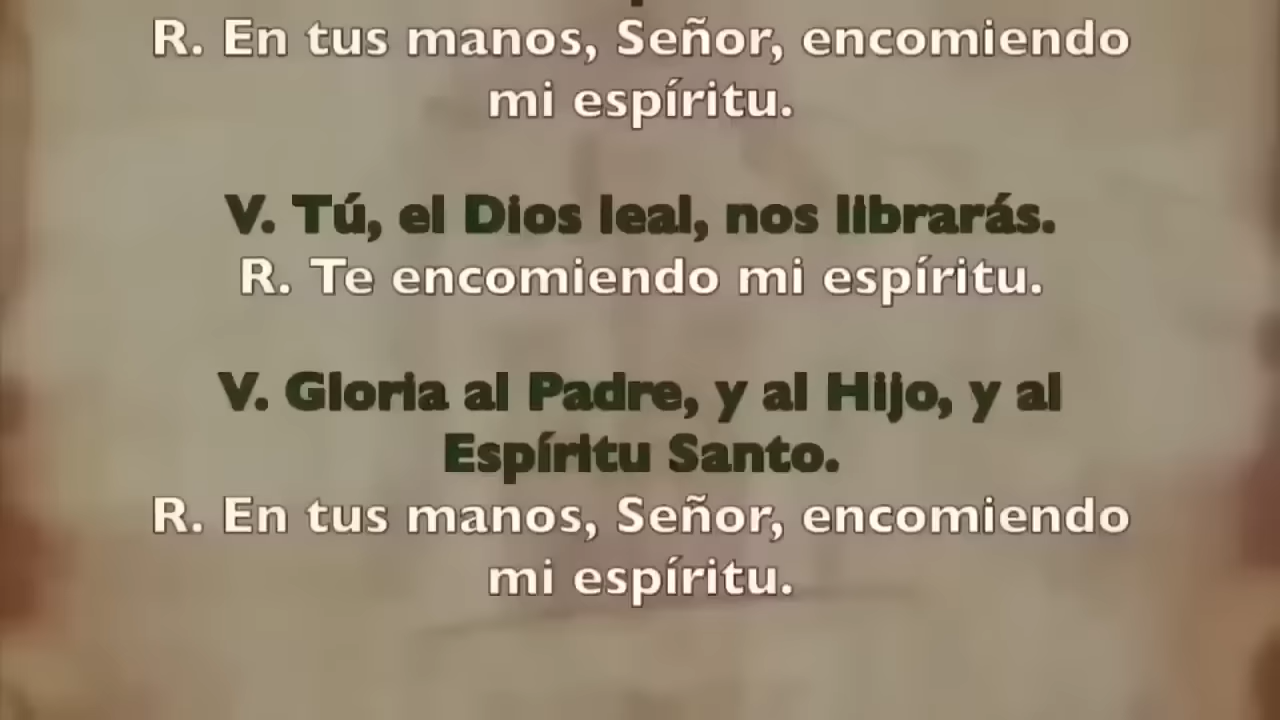 R. En tus manos, Señor, encomiendo
mi espíritu.
V. Tú, el Dios leal, nos librarás.
R. Te encomiendo mi espíritu.
V. Gloria al Padre, y al Hijo, y al
Espíritu Santo.
R. En tus manos, Señor, encomiendo
mi espíritu.